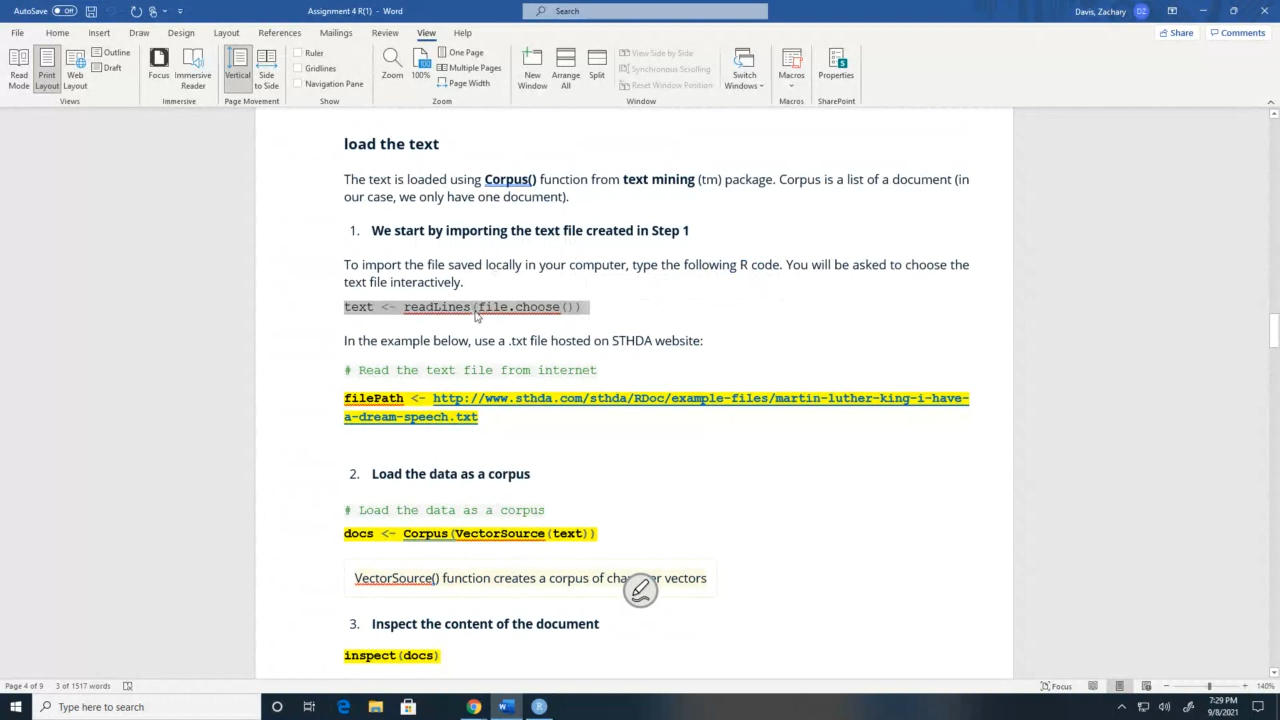 AutoSave
Off
Assignment 4 R(1) - Word
Search
Davis, Zachary
DZ
File
Home
Insert
Draw
Design
Layout
References
Mailings
Review
View
Help
Share
Comments
Read Mode
Print Layout
Web Layout
Outline
Draft
Views
Focus
Immersive Reader
Immersive
Vertical
Side to Side
Page Movement
Ruler
Gridlines
Navigation Pane
Show
Zoom
100%
One Page
Multiple Pages
Page Width
Zoom
New Window
Arrange All
Split
View Side by Side
Synchronous Scrolling
Reset Window Position
Window
Switch Windows
Macros
Macros
Properties
SharePoint
load the text
The text is loaded using Corpus() function from text mining (tm) package. Corpus is a list of a document (in
our case, we only have one document).
1. We start by importing the text file created in Step 1
To import the file saved locally in your computer, type the following R code. You will be asked to choose the
text file interactively.
text <- readLines(file.choose())
In the example below, use a .txt file hosted on STHDA website:
# Read the text file from internet
filePath <- http://www.sthda.com/sthda/RDoc/example-files/martin-luther-king-i-have-
a-dream-speech.txt
2. Load the data as a corpus
# Load the data as a corpus
docs <- Corpus(VectorSource(text))
VectorSource() function creates a corpus of vectors
3. Inspect the content of the document
inspect(docs)
Page 4 of 9
3 of 1517 words
Focus
140%
Type here to search
7:29 PM
9/8/2021